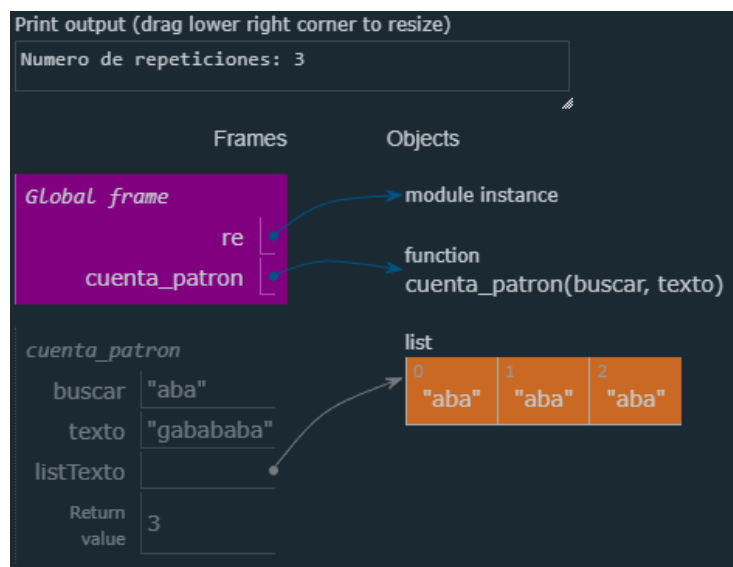 Print output (drag lower right corner to resize)
Numero de repeticiones: 3
Frames
Objects
Global frame
module instance
re
function
cuenta_patron
cuenta_patron(buscar, texto)
list
cuenta_patron
0 1 2
buscar "aba"
"aba" "aba" "aba"
texto "gabababa"
listTexto
Return
value 3